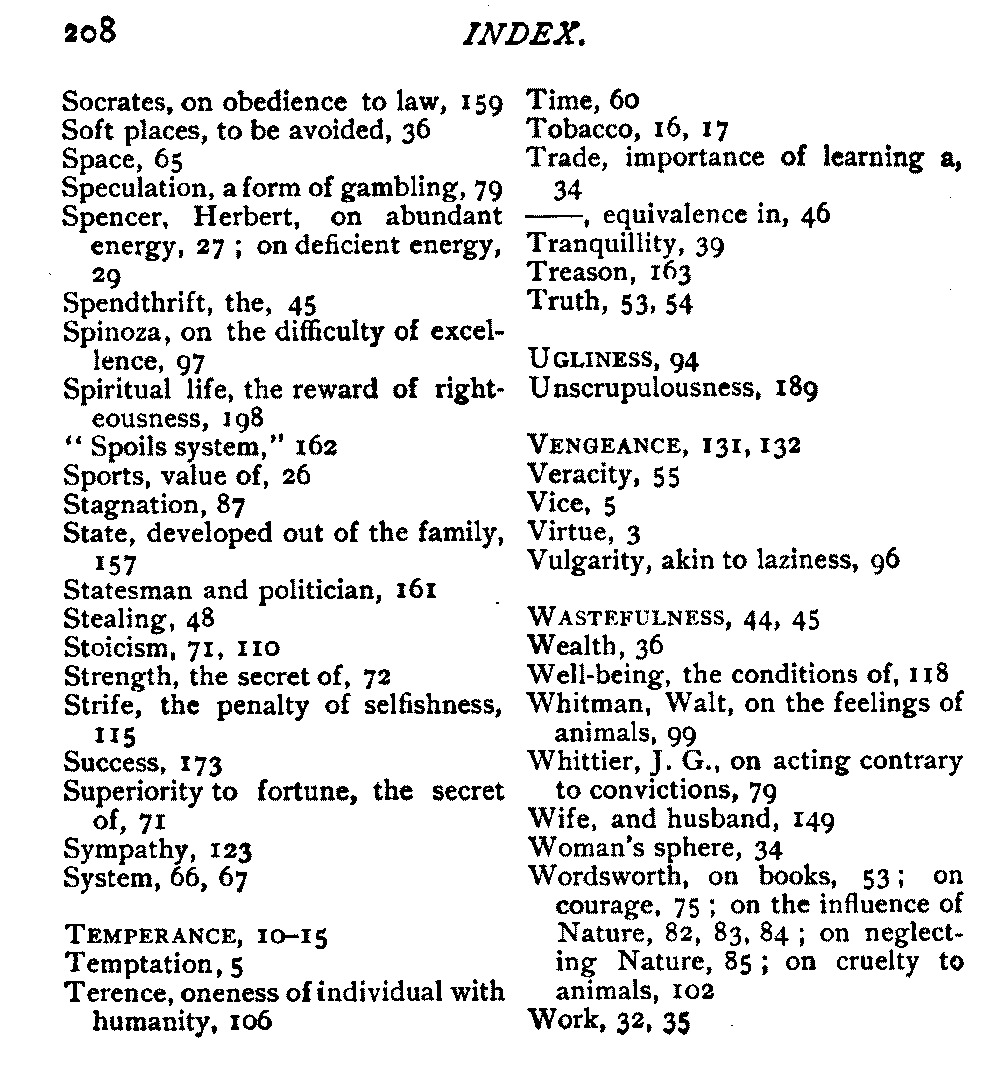 208
INDEX.
Socrates, on obedience to law, 159
Soft places, to be avoided, 36
Space, 65
Speculation, a form of gambling, 79
Spencer, Herbert, on abundant
energy, 27 ; on deficient energy,
29
Spendthrift, the, 45
Spinoza, on the difficulty of excel-
lence, 97
Spiritual life, the reward of right-
eousness, 198
“ Spoils system,” 162
Sports, value of, 26
Stagnation, 87
State, developed out of the family,
157
Statesman and politician, 161
Stealing, 48
Stoicism, 71, 110
Strength, the secret of, 72
Strife, the penalty of selfishness,
115
Success, 173
Superiority to fortune, the secret
of, 71
Sympathy, 123
System, 66, 67
TEMPERANCE, 10–15
Temptation, 5
Terence, oneness of individual with
humanity, 106
Time, 60
Tobacco, 16, 17
Trade, importance of learning a,
34
——, equivalence in, 46
Tranquillity, 39
Treason, 163
Truth, 53, 54
UGLINESS, 94
Unscrupulousness, 189
VENGEANCE, 131, 132
Veracity, 55
Vice, 5
Virtue, 3
Vulgarity, akin to laziness, 96
WASTEFULNESS, 44, 45
Wealth, 36
Well-being, the conditions of, 118
Whitman, Walt, on the feelings of
animals, 99
Whittier, J. G., on acting contrary
to convictions, 79
Wife, and husband, 149
Woman's sphere, 34
Wordsworth, on books, 53 ; on
courage, 75 ; on the influence of
Nature, 82, 83, 84 ; on neglect-
ing Nature, 85 ; on cruelty to
animals, 102
Work, 32, 35